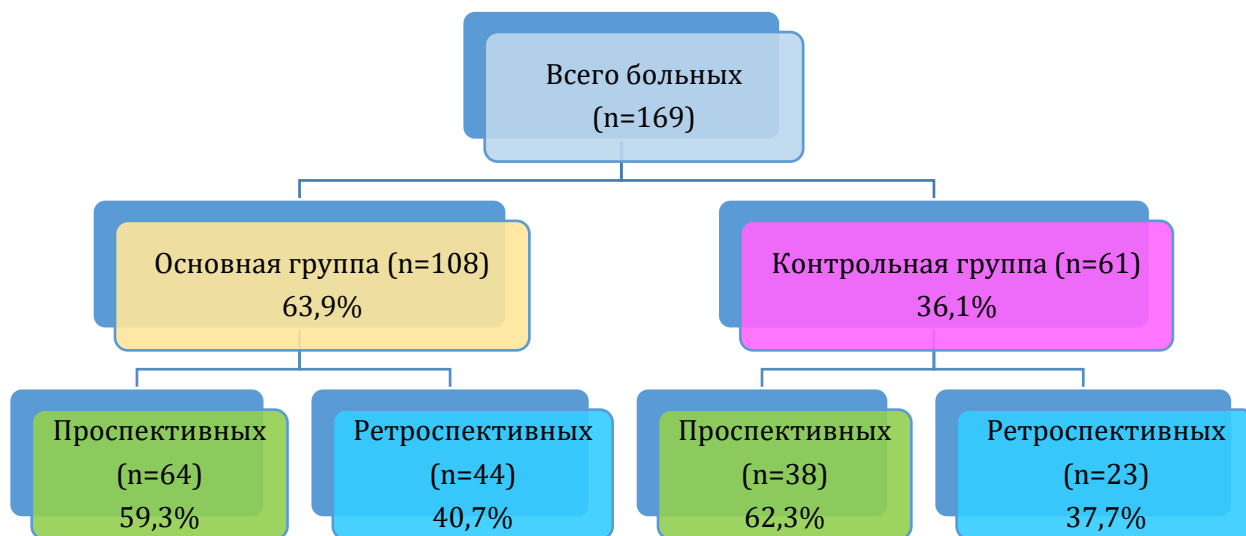 Всего больных
(n=169)
Основная группа (n=108)
63,9%
Контрольная группа (n=61)
36,1%
Проспективных
(n=64)
59,3%
Ретроспективных
(n=44)
40,7%
Проспективных
(n=38)
62,3%
Ретроспективных
(n=23)
37,7%